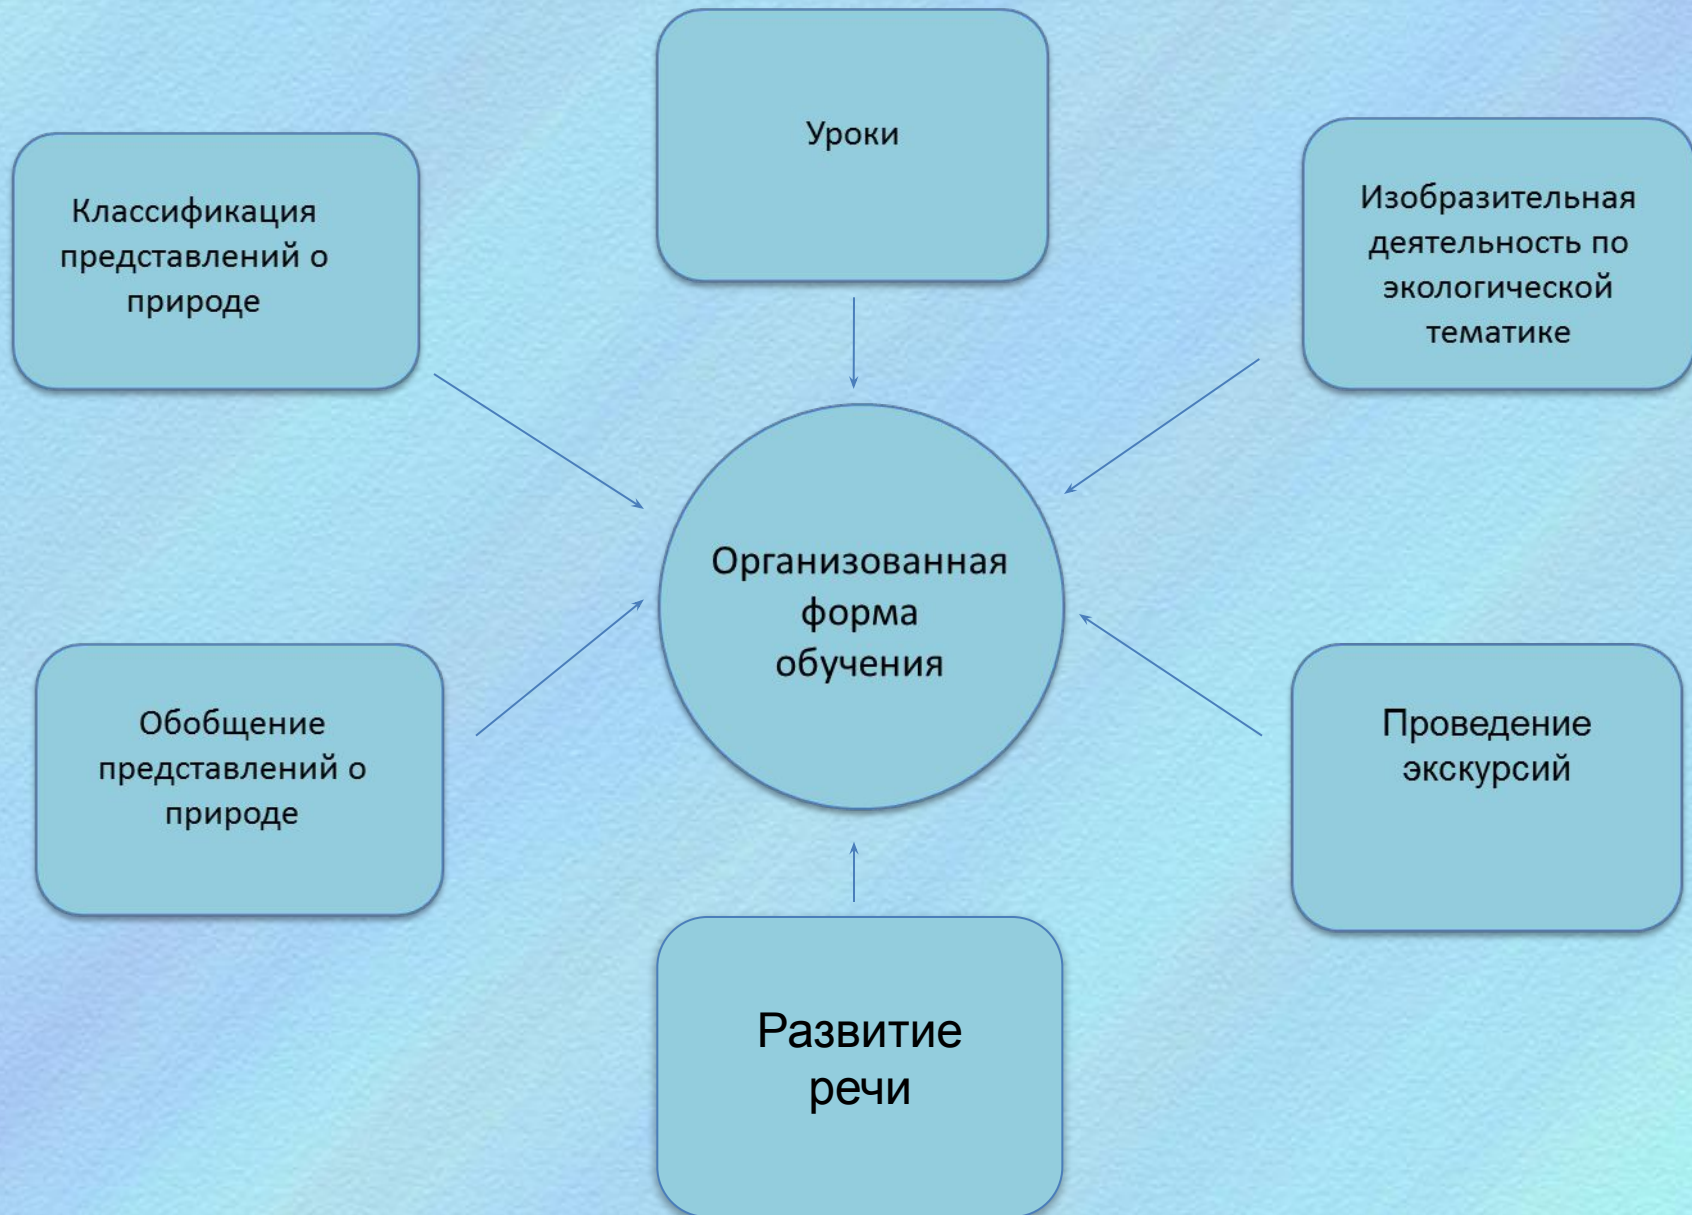 Уроки
Классификация
представлений о
природе
Изобразительная
деятельность по
экологической
тематике
Организованная
форма
обучения
Обобщение
представлений о
природе
Проведение
экскурсий
Развитие
речи